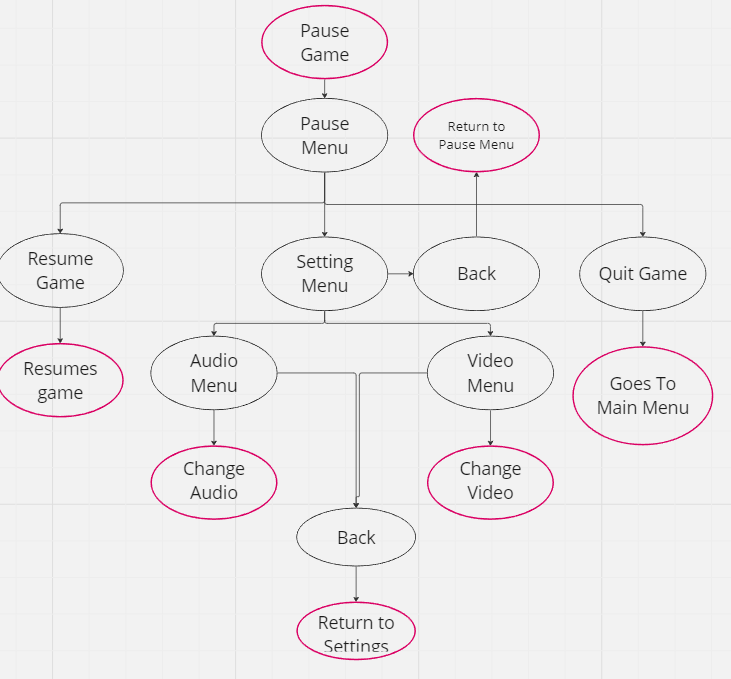 Pause
Game
Pause
Menu
Return to
Pause Menu
Resume
Game
Setting
Menu
Back
Quit Game
Resumes
game
Audio
Menu
Video
Menu
Goes To
Main Menu
Change
Audio
Change
Video
Back
Return to
Settings